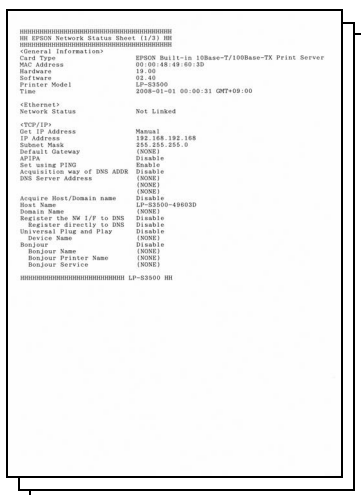 HHHHHHHHHHHHHHHHHHHHHHHHHHHHHHHHHHH
HH EPSON Network Status Sheet (1/3) HH
HHHHHHHHHHHHHHHHHHHHHHHHHHHHHHHHHHH
<General Information>
Card Type EPSON Built-in 10Base-T/100Base-TX Print Server
MAC Address 00:00:48:49:60:3D
Hardware 19.00
Software 02.40
Printer Model LP-S3500
Time 2008-01-01 00:00:31 GMT+09:00
<Ethernet>
Network Status Not Linked
<TCP/IP>
Get IP Address Manual
IP Address 192.168.192.168
Subnet Mask 255.255.255.0
Default Gateway (NONE)
APIPA Disable
Set using PING Enable
Acquisition way of DNS ADDR Disable
DNS Server Address (NONE)
(NONE)
(NONE)
Acquire Host/Domain name Disable
Host Name LP-S3500-49603D
Domain Name (NONE)
Register the NW I/F to DNS Disable
Register directly to DNS Disable
Universal Plug and Play Disable
Device Name (NONE)
Bonjour Disable
Bonjour Name (NONE)
Bonjour Printer Name (NONE)
Bonjour Service (NONE)
HHHHHHHHHHHHHHHHHHHHHHHHHH LP-S3500 HH